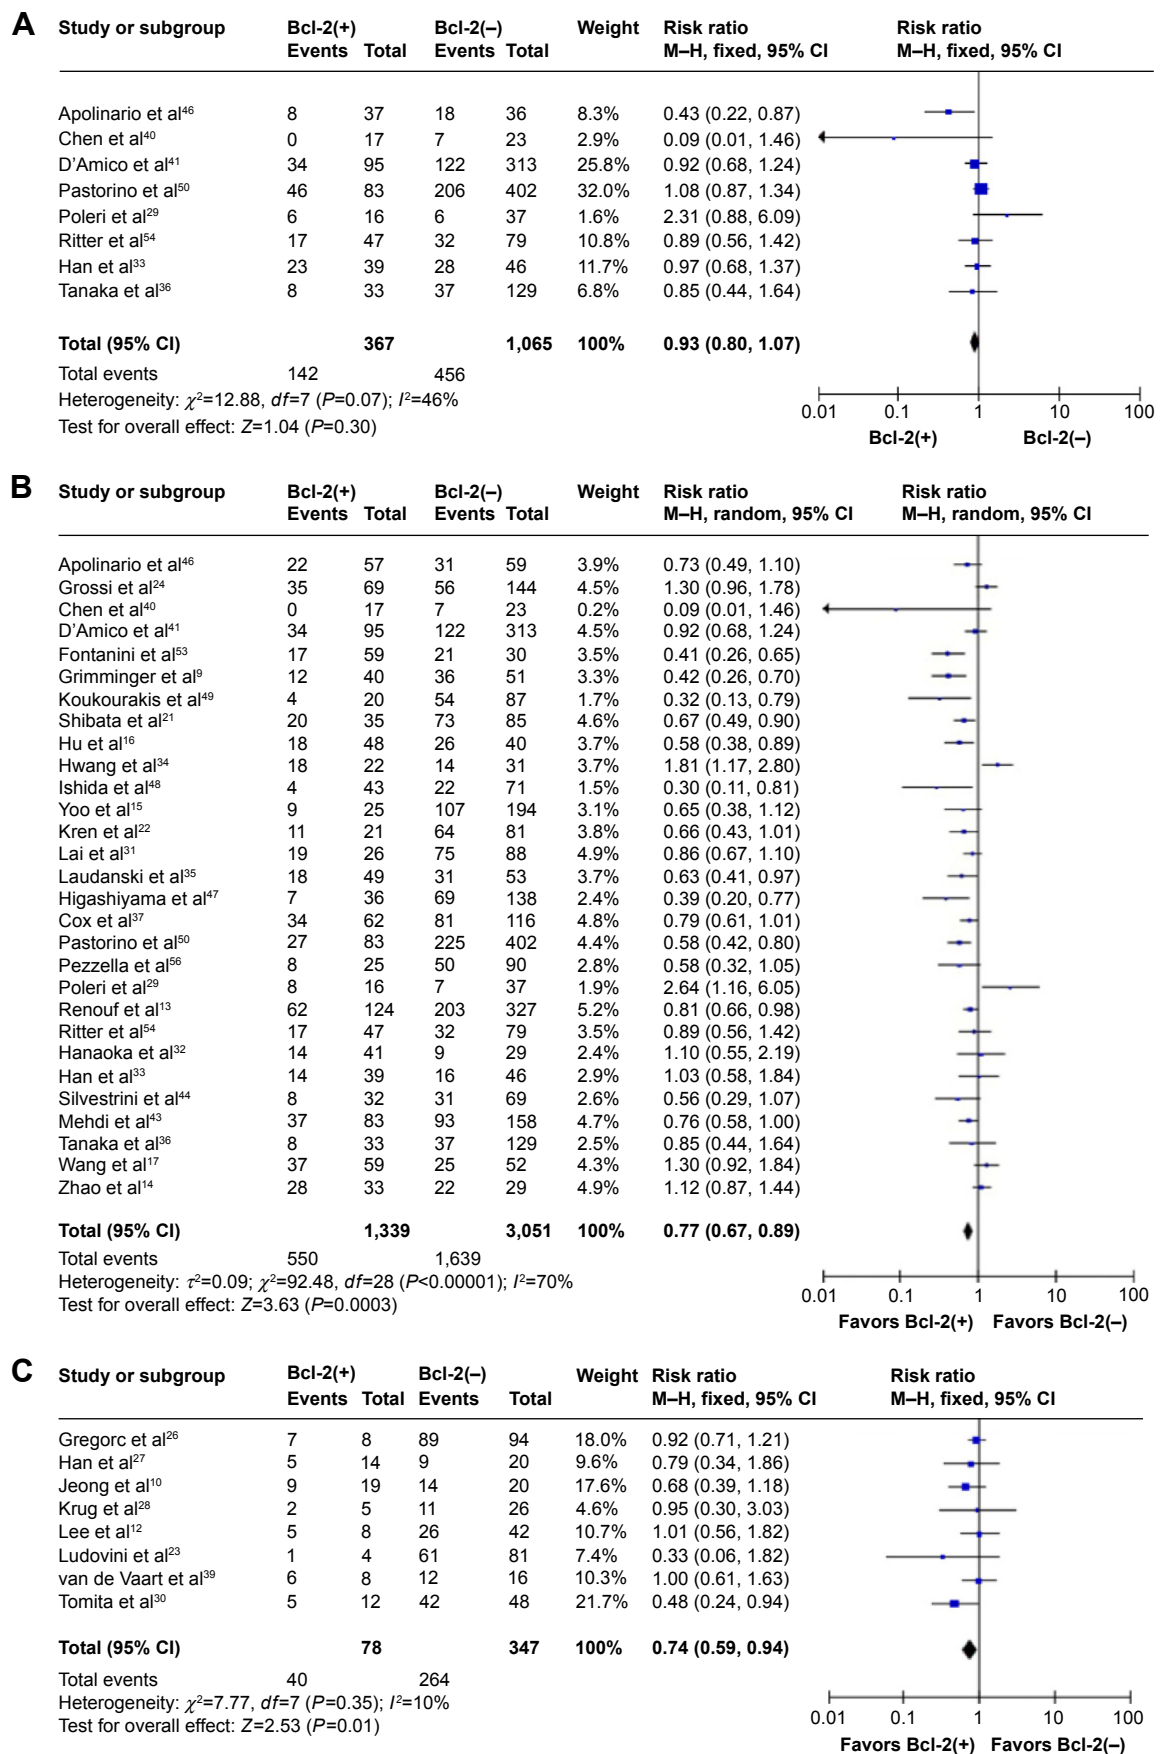 A Study or subgroup Bcl-2(+) Bcl-2(–) Weight Risk ratio Risk ratio
Events Total Events Total M–H, fixed, 95% CI M–H, fixed, 95% CI
Apolinario et al46 8 37 18 36 8.3% 0.43 (0.22, 0.87)
Chen et al40 0 17 7 23 2.9% 0.09 (0.01, 1.46)
D'Amico et al41 34 95 122 313 25.8% 0.92 (0.68, 1.24)
Pastorino et al50 46 83 206 402 32.0% 1.08 (0.87, 1.34)
Poleri et al29 6 16 6 37 1.6% 2.31 (0.88, 6.09)
Ritter et al54 17 47 32 79 10.8% 0.89 (0.56, 1.42)
Han et al33 23 39 28 46 11.7% 0.97 (0.68, 1.37)
Tanaka et al36 8 33 37 129 6.8% 0.85 (0.44, 1.64)
Total (95% CI) 367 1,065 100% 0.93 (0.80, 1.07)
Total events 142 456
Heterogeneity: χ2=12.88, df=7 (P=0.07); I2=46%
Test for overall effect: Z=1.04 (P=0.30)
0.01 0.1 1 10 100
Bcl-2(+) Bcl-2(–)
B Study or subgroup Bcl-2(+) Bcl-2(–) Weight Risk ratio Risk ratio
Events Total Events Total M–H, random, 95% CI M–H, random, 95% CI
Apolinario et al46 22 57 31 59 3.9% 0.73 (0.49, 1.10)
Grossi et al24 35 69 56 144 4.5% 1.30 (0.96, 1.78)
Chen et al40 0 17 7 23 0.2% 0.09 (0.01, 1.46)
D'Amico et al41 34 95 122 313 4.5% 0.92 (0.68, 1.24)
Fontanini et al53 17 59 21 30 3.5% 0.41 (0.26, 0.65)
Grimminger et al9 12 40 36 51 3.3% 0.42 (0.26, 0.70)
Koukourakis et al49 4 20 54 87 1.7% 0.32 (0.13, 0.79)
Shibata et al21 20 35 73 85 4.6% 0.67 (0.49, 0.90)
Hu et al16 18 48 26 40 3.7% 0.58 (0.38, 0.89)
Hwang et al34 18 22 14 31 3.7% 1.81 (1.17, 2.80)
Ishida et al48 4 43 22 71 1.5% 0.30 (0.11, 0.81)
Yoo et al15 9 25 107 194 3.1% 0.65 (0.38, 1.12)
Kren et al22 11 21 64 81 3.8% 0.66 (0.43, 1.01)
Lai et al31 19 26 75 88 4.9% 0.86 (0.67, 1.10)
Laudanski et al35 18 49 31 53 3.7% 0.63 (0.41, 0.97)
Higashiyama et al47 7 36 69 138 2.4% 0.39 (0.20, 0.77)
Cox et al37 34 62 81 116 4.8% 0.79 (0.61, 1.01)
Pastorino et al50 27 83 225 402 4.4% 0.58 (0.42, 0.80)
Pezzella et al56 8 25 50 90 2.8% 0.58 (0.32, 1.05)
Poleri et al29 8 16 7 37 1.9% 2.64 (1.16, 6.05)
Renouf et al13 62 124 203 327 5.2% 0.81 (0.66, 0.98)
Ritter et al54 17 47 32 79 3.5% 0.89 (0.56, 1.42)
Hanaoka et al32 14 41 9 29 2.4% 1.10 (0.55, 2.19)
Han et al33 14 39 16 46 2.9% 1.03 (0.58, 1.84)
Silvestrini et al44 8 32 31 69 2.8% 0.56 (0.29, 1.07)
Mehdi et al43 37 83 93 158 4.7% 0.76 (0.58, 1.00)
Tanaka et al36 8 33 37 129 2.5% 0.85 (0.44, 1.64)
Wang et al17 37 59 25 52 4.3% 1.30 (0.92, 1.84)
Zhao et al14 28 33 22 29 4.9% 1.12 (0.87, 1.44)
Total (95% CI) 1,339 3,051 100% 0.77 (0.67, 0.89)
Total events 550 1,639
Heterogeneity: τ2=0.09; χ2=92.48, df=28 (P<0.00001); I2=70%
Test for overall effect: Z=3.63 (P=0.0003)
0.01 0.1 1 10 100
Favors Bcl-2(+) Favors Bcl-2(–)
C Study or subgroup Bcl-2(+) Bcl-2(–) Weight Risk ratio Risk ratio
Events Total Events Total M–H, fixed, 95% CI M–H, fixed, 95% CI
Gregorc et al26 7 8 89 94 18.0% 0.92 (0.71, 1.21)
Han et al27 5 14 9 20 9.6% 0.79 (0.34, 1.86)
Jeong et al10 9 19 14 20 17.6% 0.68 (0.39, 1.18)
Krug et al28 2 5 11 26 4.6% 0.95 (0.30, 3.03)
Lee et al12 5 8 26 42 10.7% 1.01 (0.56, 1.82)
Ludovini et al23 1 4 61 81 7.4% 0.33 (0.06, 1.82)
van de Vaart et al39 6 8 12 16 10.3% 1.00 (0.61, 1.63)
Tomita et al30 5 12 42 48 21.7% 0.48 (0.24, 0.94)
Total (95% CI) 78 347 100% 0.74 (0.59, 0.94)
Total events 40 264
Heterogeneity: χ2=7.77, df=7 (P=0.35); I2=10%
Test for overall effect: Z=2.53 (P=0.01)
0.01 0.1 1 10 100
Favors Bcl-2(+) Favors Bcl-2(–)